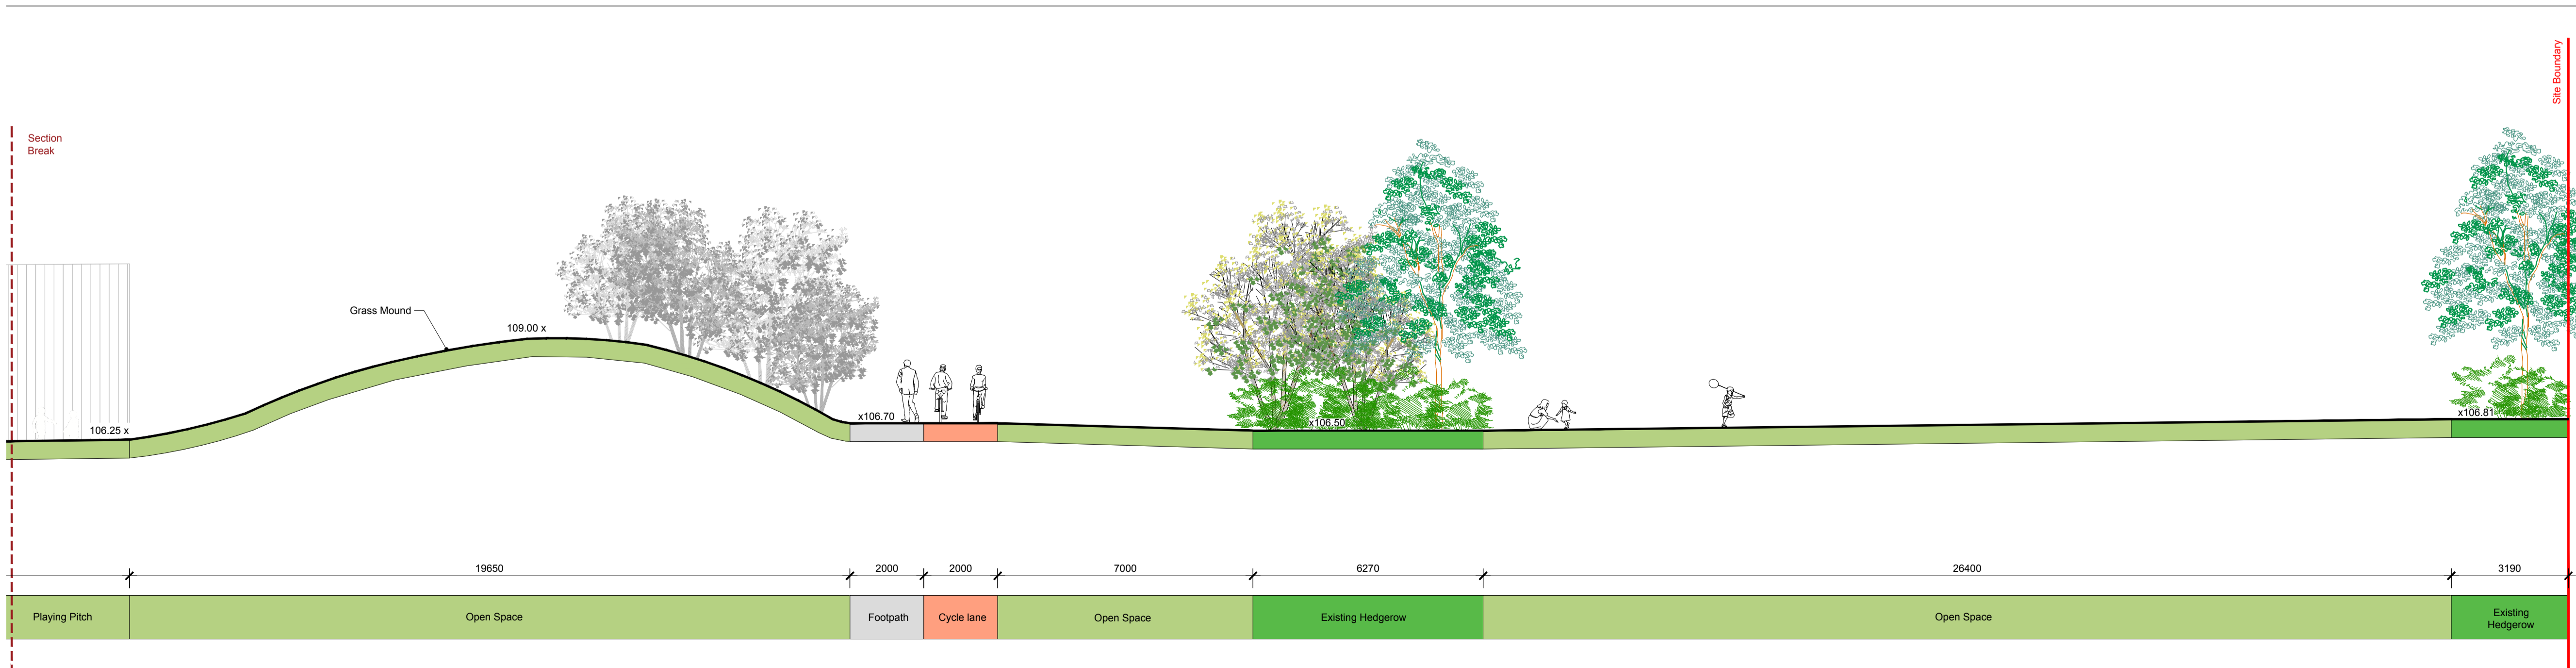 Site Boundary
Section
Break
Grass Mound
109.00 x
106.25 x
x106.70
x106.50
x106.81
19650
2000
2000
7000
6270
26400
3190
Playing Pitch
Open Space
Footpath
Cycle lane
Open Space
Existing Hedgerow
Open Space
Existing
Hedgerow